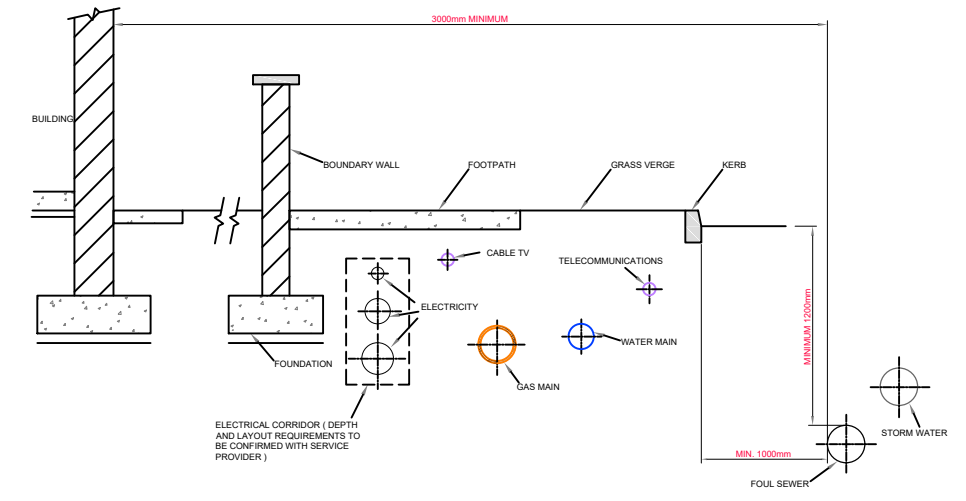 3000mm MINIMUM
BUILDING
BOUNDARY WALL
FOOTPATH
GRASS VERGE
KERB
CABLE TV
TELECOMMUNICATIONS
ELECTRICITY
MINIMUM 1200mm
WATER MAIN
FOUNDATION
GAS MAIN
ELECTRICAL CORRIDOR ( DEPTH
AND LAYOUT REQUIREMENTS TO
BE CONFIRMED WITH SERVICE
PROVIDER )
STORM WATER
MIN. 1000mm
FOUL SEWER